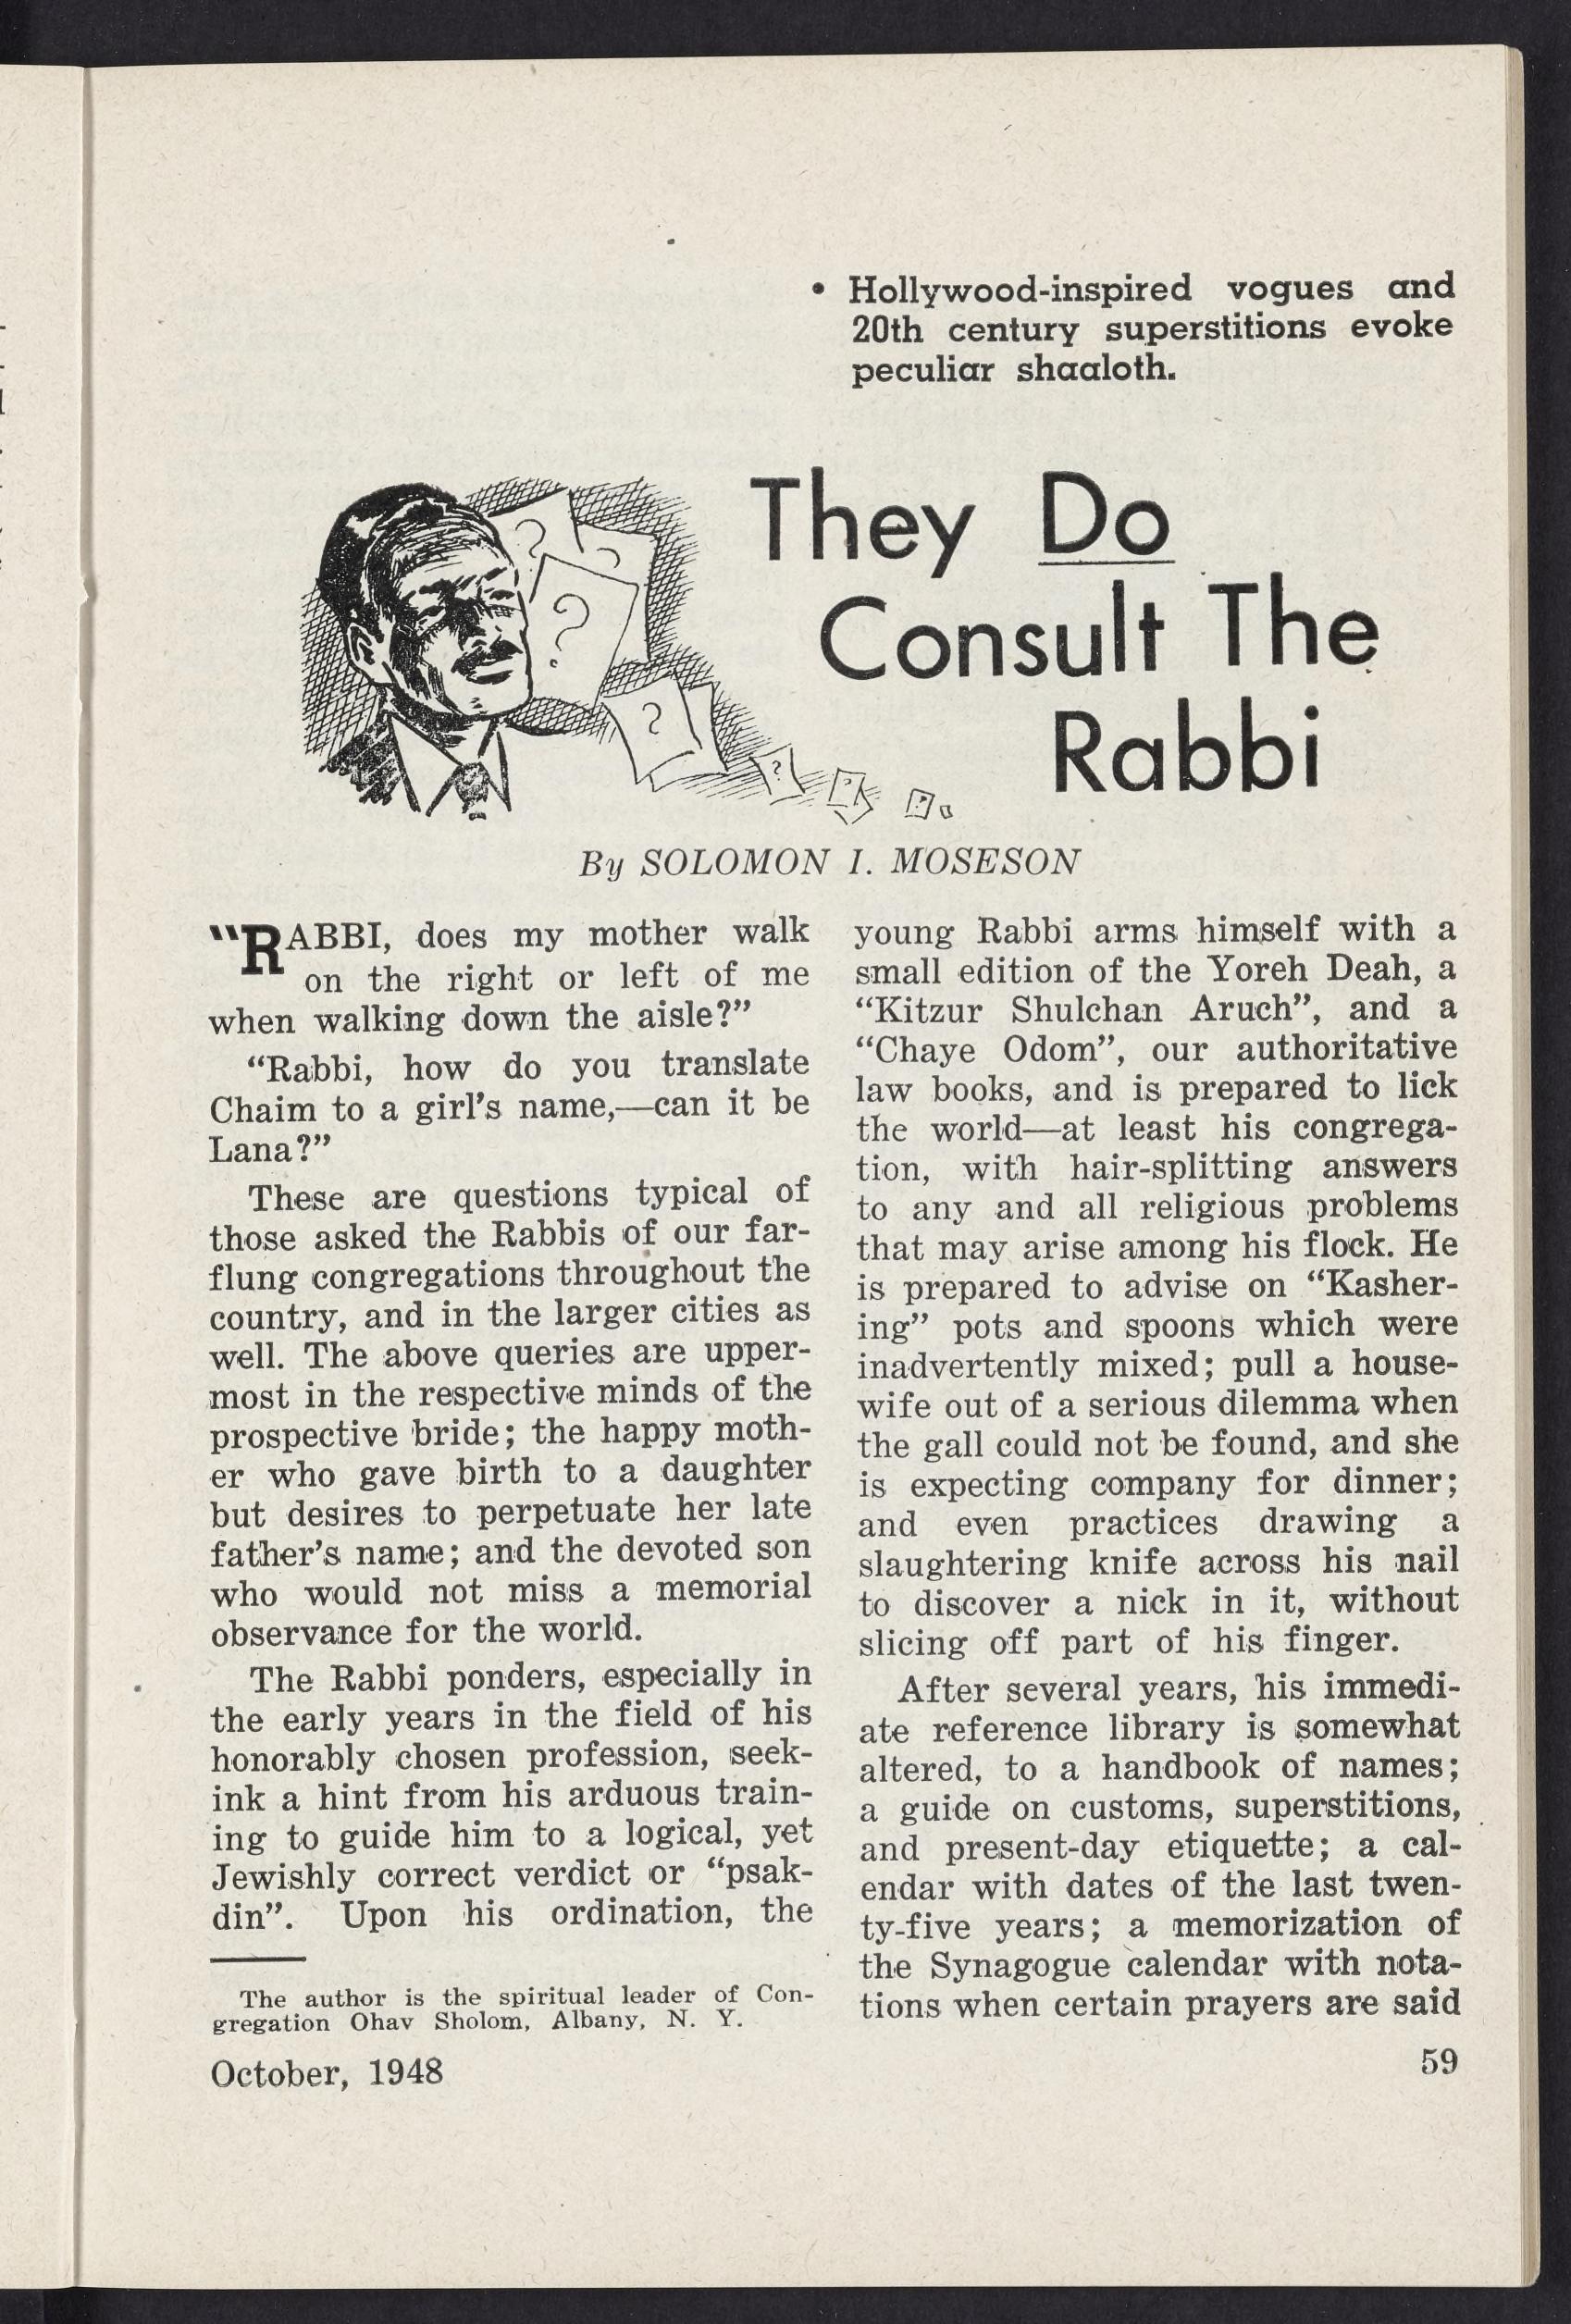 • Hollywood-inspired vogues and
20th century superstitions evoke
peculiar shaaloth.
They Do
Consult The
Rabbi
?
?
?
?
?
By SOLOMON I. MOSESON
"RABBI, does my mother walk
on the right or left of me
when walking down the aisle?"
"Rabbi, how do you translate
Chaim to a girl's name,—can it be
Lana?"
These are questions typical of
those asked the Rabbis of our far-
flung congregations throughout the
country, and in the larger cities as
well. The above queries are upper-
most in the respective minds of the
prospective bride; the happy moth-
er who gave birth to a daughter
but desires to perpetuate her late
father's name; and the devoted son
who would not miss a memorial
observance for the world.
The Rabbi ponders, especially in
the early years in the field of his
honorably chosen profession, seek-
ink a hint from his arduous train-
ing to guide him to a logical, yet
Jewishly correct verdict or "psak-
din". Upon his ordination, the
The author is the spiritual leader of Con-
gregation Ohav Sholom, Albany, N. Y.
October, 1948
young Rabbi arms himself with a
small edition of the Yoreh Deah, a
"Kitzur Shulchan Aruch", and a
"Chaye Odom", our authoritative
law books, and is prepared to lick
the world—at least his congrega-
tion, with hair-splitting answers
to any and all religious problems
that may arise among his flock. He
is prepared to advise on "Kasher-
ing" pots and spoons which were
inadvertently mixed; pull a house-
wife out of a serious dilemma when
the gall could not be found, and she
is expecting company for dinner;
and even practices drawing a
slaughtering knife across his nail
to discover a nick in it, without
slicing off part of his finger.
After several years, his immedi-
ate reference library is somewhat
altered, to a handbook of names;
a guide on customs, superstitions,
and present-day etiquette; a cal-
endar with dates of the last twen-
ty-five years; a memorization of
the Synagogue calendar with nota-
tions when certain prayers are said
59